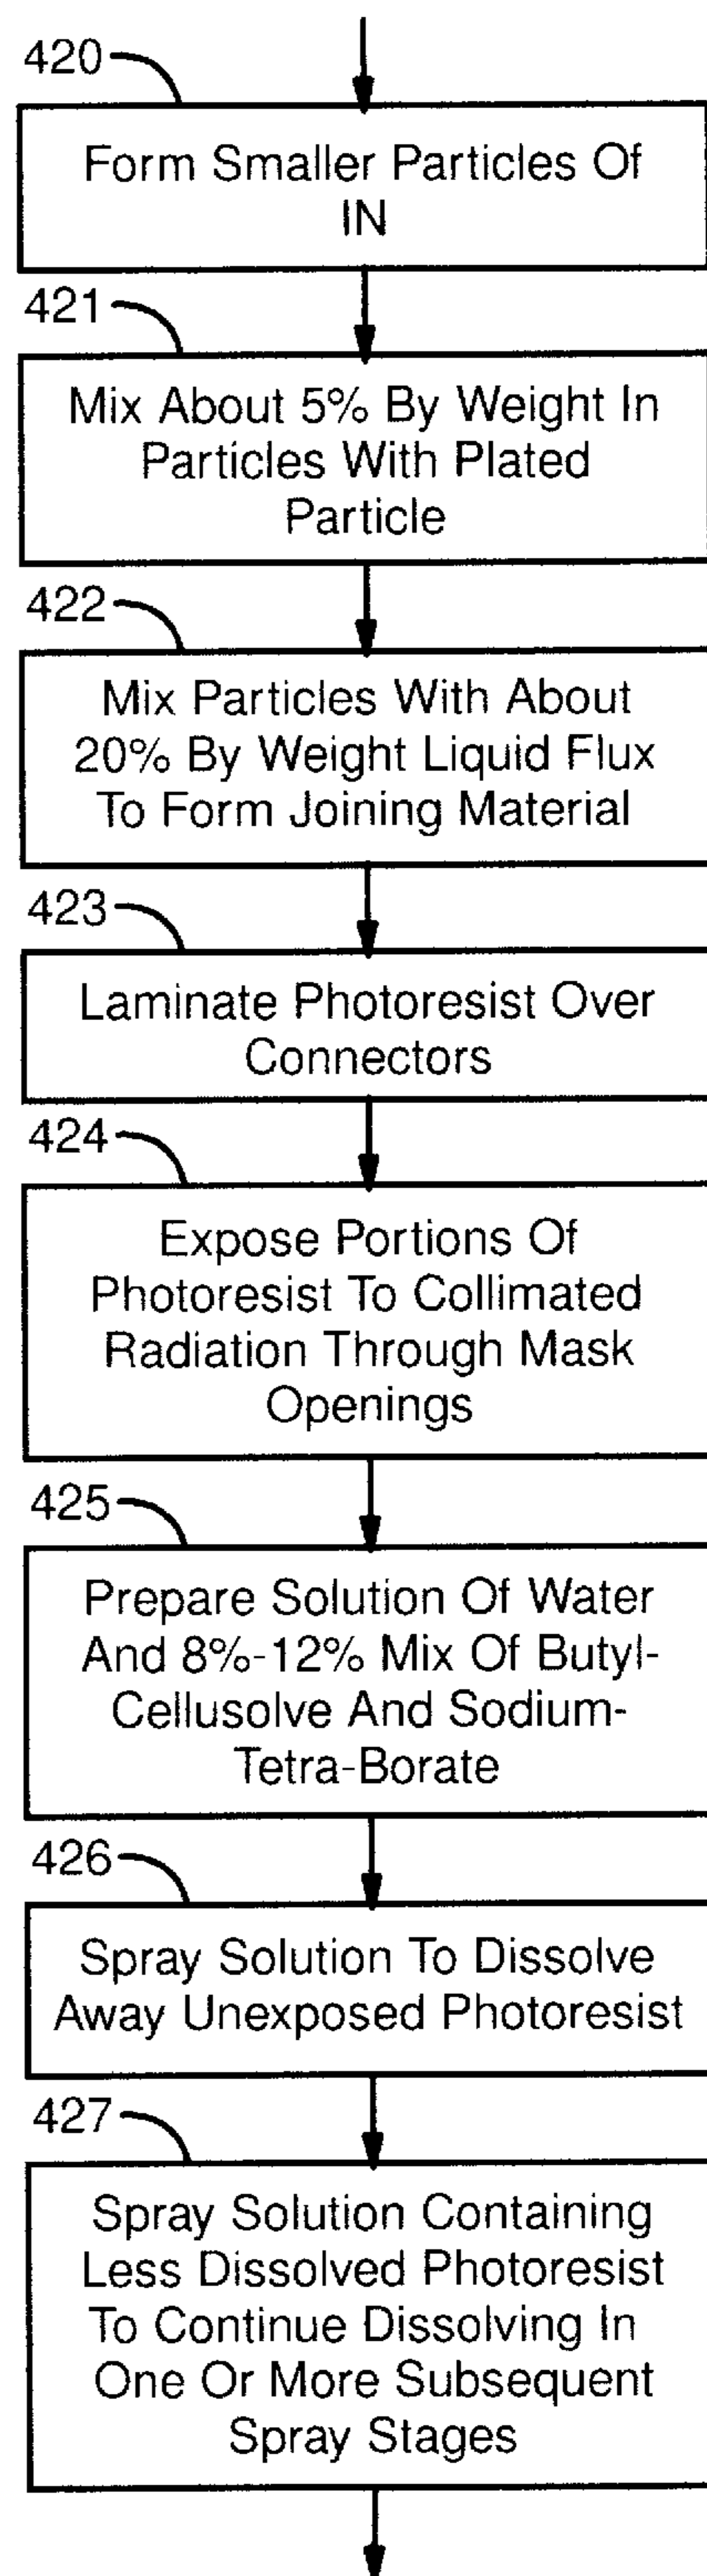 420
Form Smaller Particles Of
IN
421
Mix About 5% By Weight In
Particles With Plated
Particle
422
Mix Particles With About
20% By Weight Liquid Flux
To Form Joining Material
423
Laminate Photoresist Over
Connectors
424
Expose Portions Of
Photoresist To Collimated
Radiation Through Mask
Openings
425
Prepare Solution Of Water
And 8%-12% Mix Of Butyl-
Cellusolve And Sodium-
Tetra-Borate
426
Spray Solution To Dissolve
Away Unexposed Photoresist
427
Spray Solution Containing
Less Dissolved Photoresist
To Continue Dissolving In
One Or More Subsequent
Spray Stages